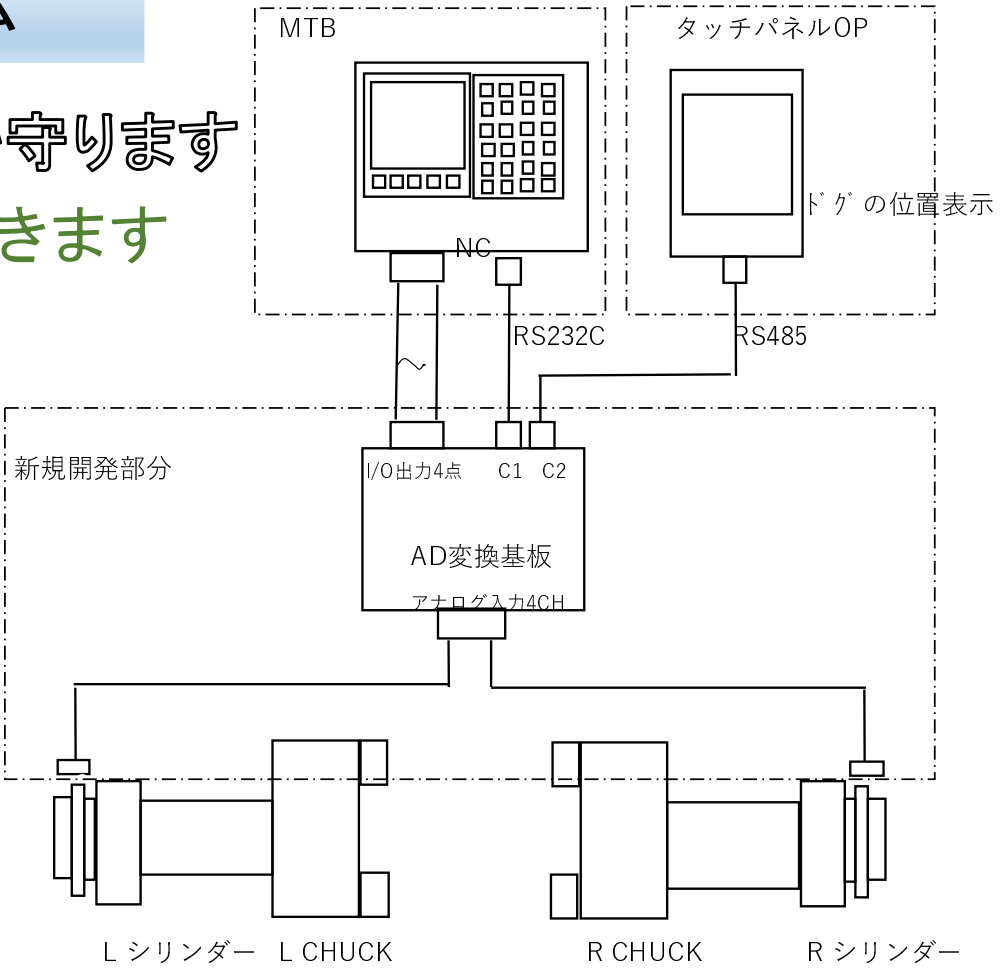 MTB
タッチパネルOP
守ります
きます
ﾄﾞｸﾞの位置表示
NC
RS232C
RS485
新規開発部分
I/O出力4点
C1
C2
AD変換基板
アナログ入力4CH
L シリンダー
L CHUCK
R CHUCK
R シリンダー